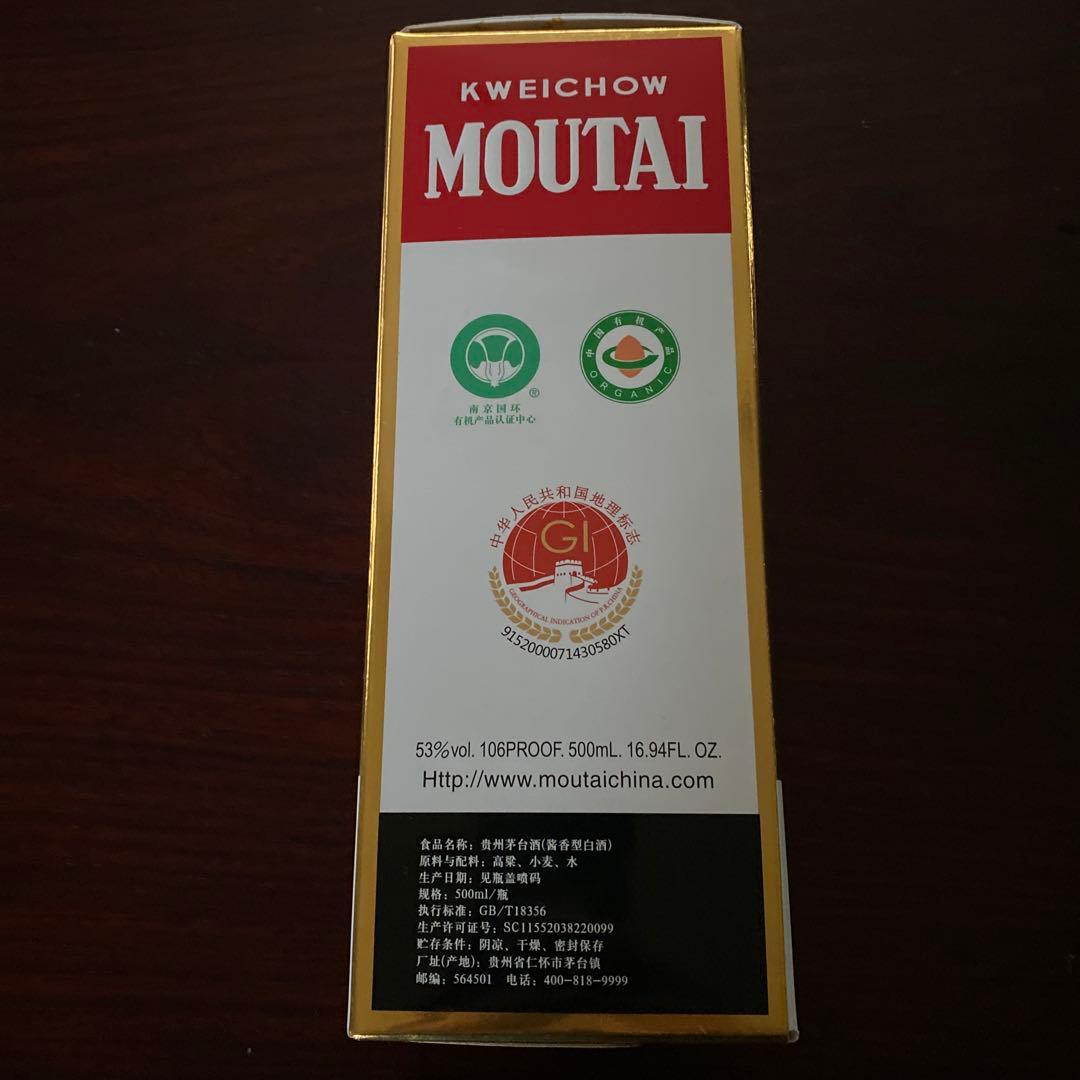 KWEICHOW
MOUTAI
®
南京国环
有机产品认证中心
中国有机产品
ORGANIC
中华人民共和国地理标志
GI
GEOGRAPHICAL INDICATION OF P.R.CHINA
9152000071430580XT
53%vol. 106PROOF. 500mL. 16.94FL. OZ.
Http://www.moutaichina.com
食品名称：贵州茅台酒(酱香型白酒)
原料与配料：高粱、小麦、水
生产日期：见瓶盖喷码
规格：500ml/瓶
执行标准：GB/T18356
生产许可证号：SC11552038220099
贮存条件：阴凉、干燥、密封保存
厂址(产地)：贵州省仁怀市茅台镇
邮编：564501 电话：400-818-9999